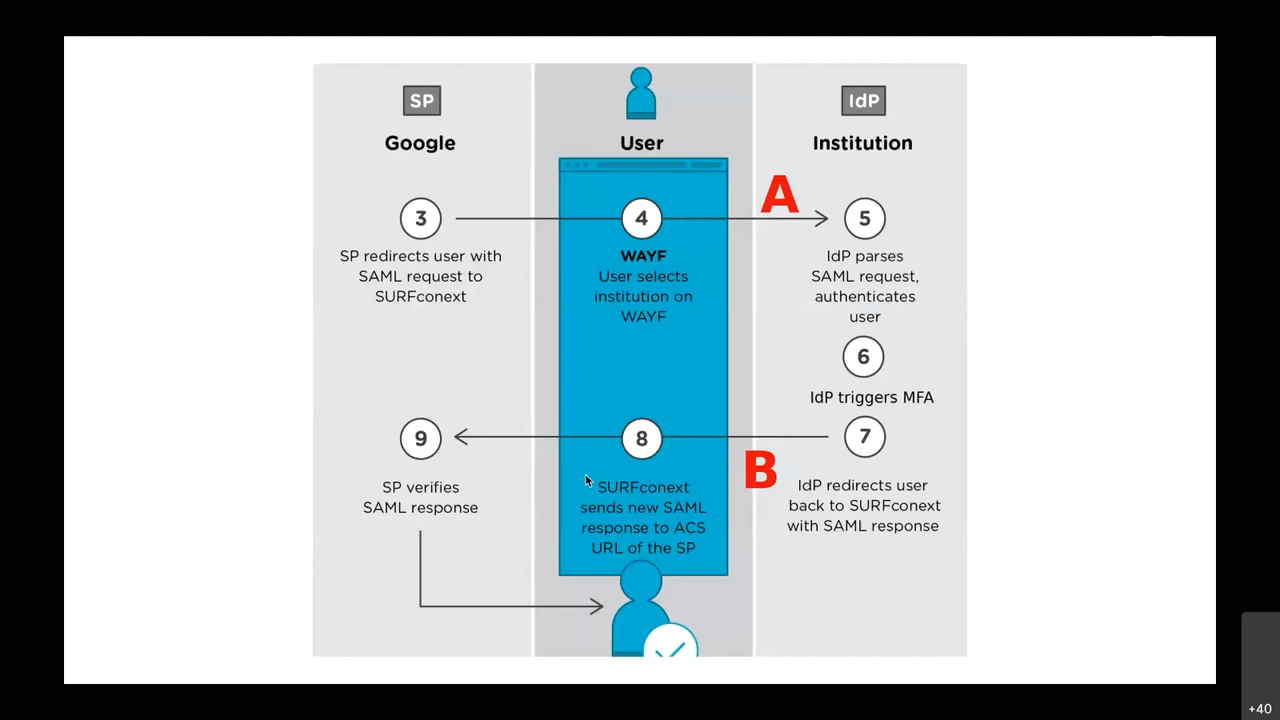 SP
Google
User
IdP
Institution
A
3
SP redirects user with
SAML request to
SURFconext
4
WAYF
User selects
institution on
WAYF
5
IdP parses
SAML request,
authenticates
user
6
IdP triggers MFA
9
SP verifies
SAML response
8
SURFconext
sends new SAML
response to ACS
URL of the SP
B
7
IdP redirects user
back to SURFconext
with SAML response
+40